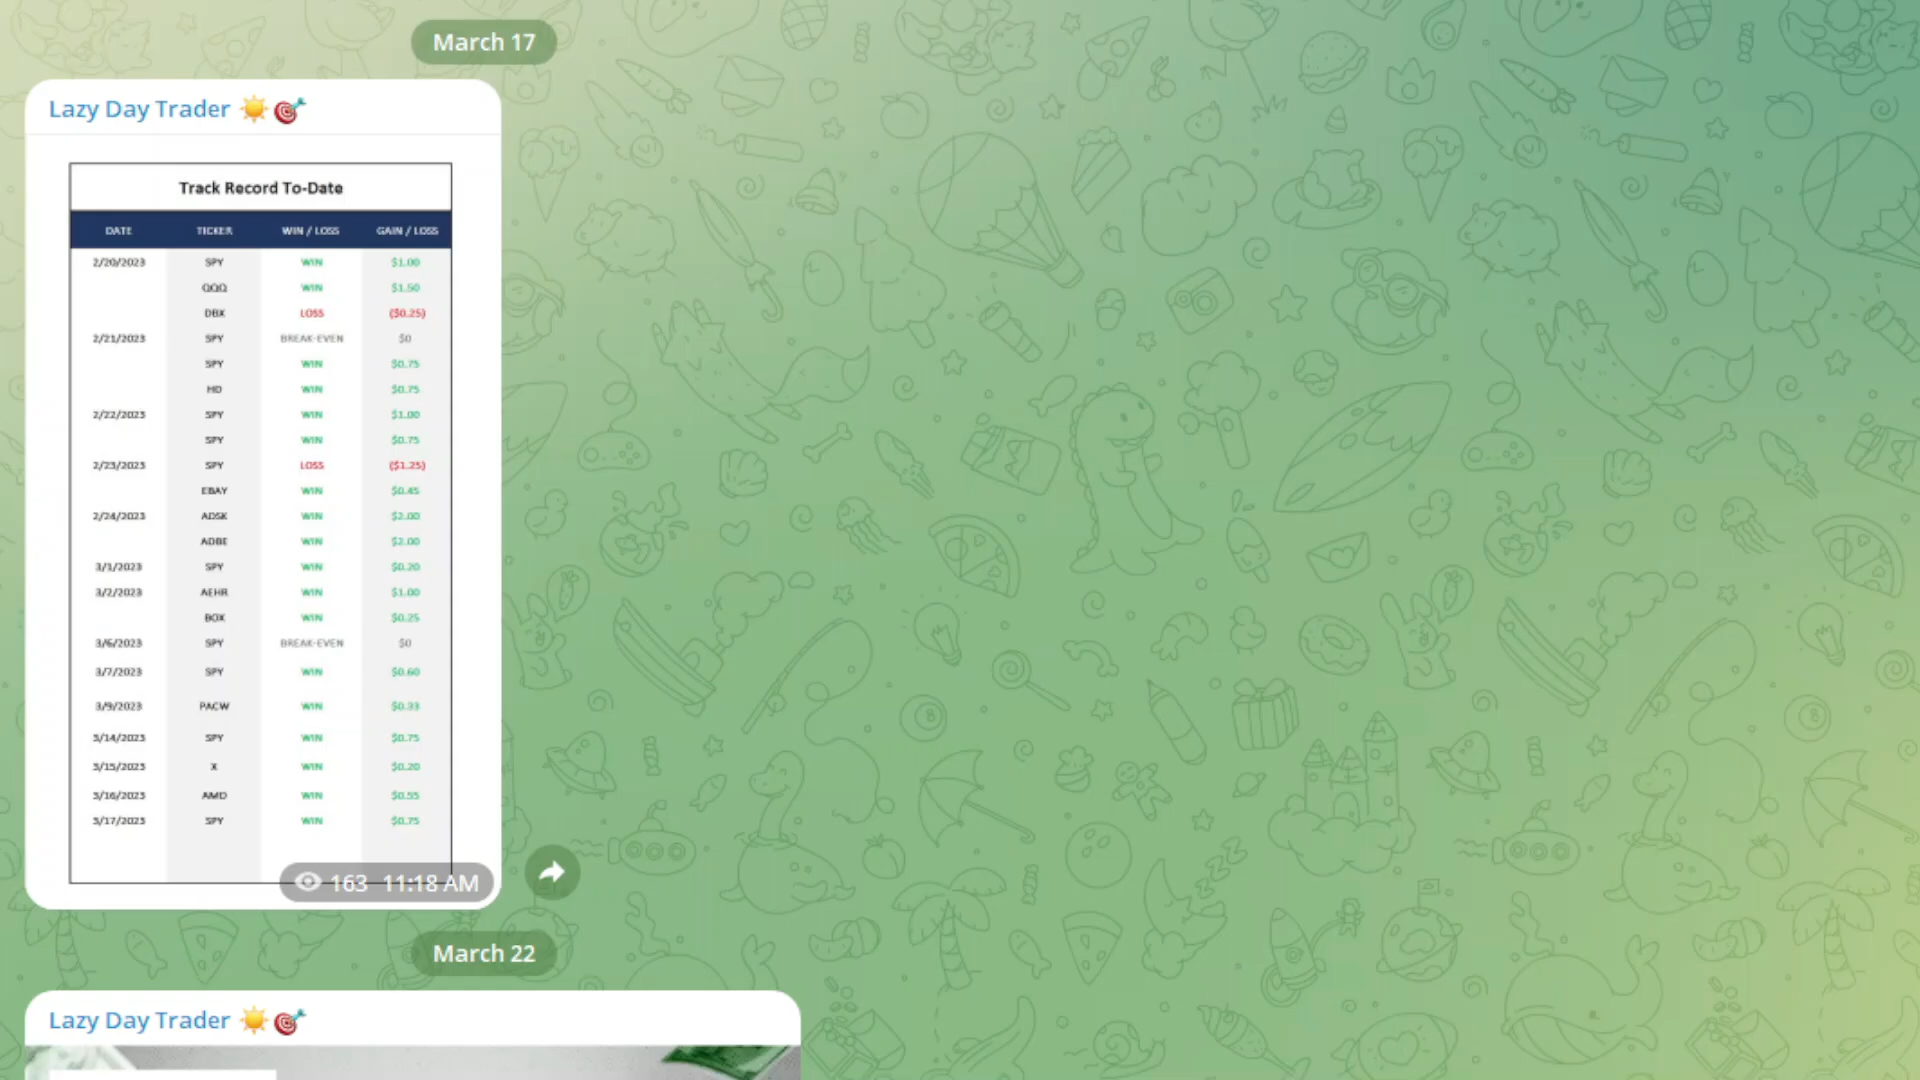 March 17
Lazy Day Trader ☀️🎯
Track Record To-Date
DATE TICKER WIN / LOSS GAIN / LOSS
2/20/2023 SPY WIN $1.00
QQQ WIN $1.50
DBX LOSS ($0.25)
2/21/2023 SPY BREAK-EVEN $0
SPY WIN $0.75
HD WIN $0.75
2/22/2023 SPY WIN $1.00
SPY WIN $0.75
2/23/2023 SPY LOSS ($1.25)
EBAY WIN $0.45
2/24/2023 ADSK WIN $2.00
ADBE WIN $2.00
3/1/2023 SPY WIN $0.20
3/2/2023 AEHR WIN $1.00
BOX WIN $0.25
3/6/2023 SPY BREAK-EVEN $0
3/7/2023 SPY WIN $0.60
3/9/2023 PACW WIN $0.33
3/14/2023 SPY WIN $0.75
3/15/2023 X WIN $0.20
3/16/2023 AMD WIN $0.55
3/17/2023 SPY WIN $0.75
163 11:18 AM
March 22
Lazy Day Trader ☀️🎯